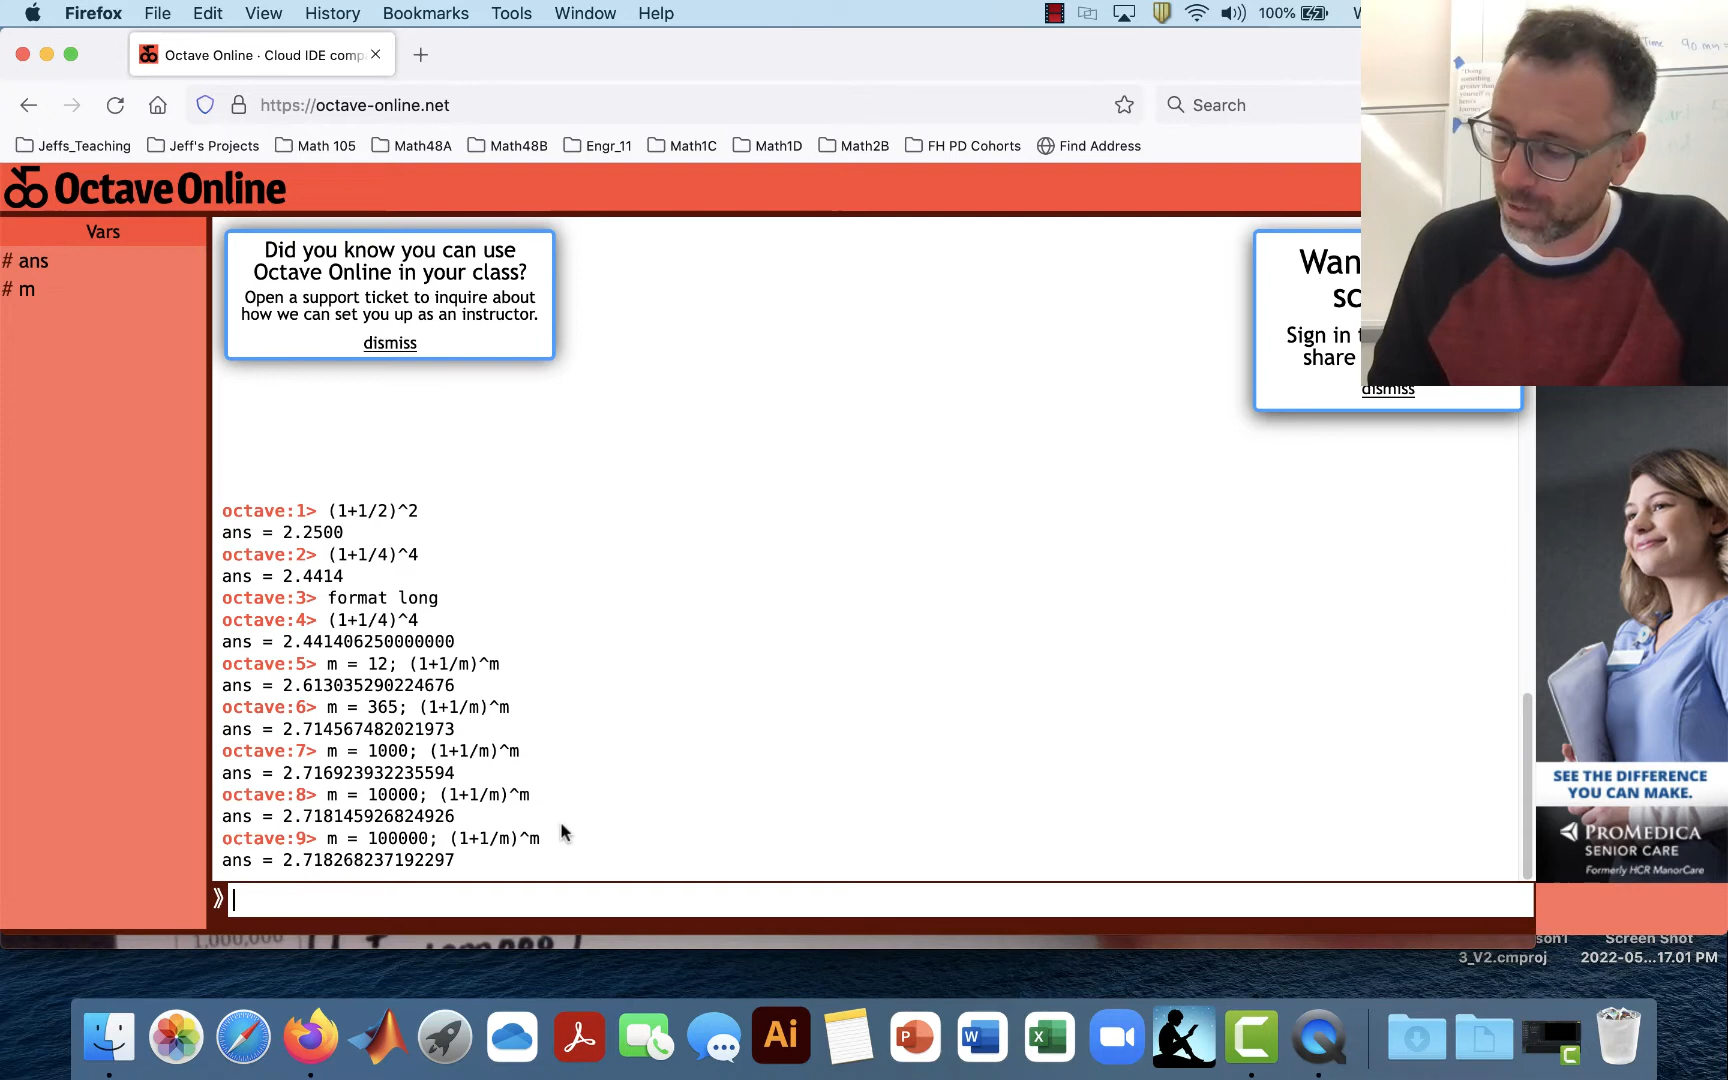 Firefox File Edit View History Bookmarks Tools Window Help
100%
Octave Online · Cloud IDE comp
https://octave-online.net
Search
Jeffs_Teaching Jeff's Projects Math 105 Math48A Math48B Engr_11 Math1C Math1D Math2B FH PD Cohorts Find Address
Octave Online
Vars
# ans
# m
Did you know you can use
Octave Online in your class?
Open a support ticket to inquire about
how we can set you up as an instructor.
dismiss
Sign in
share
dismiss
octave:1> (1+1/2)^2
ans = 2.2500
octave:2> (1+1/4)^4
ans = 2.4414
octave:3> format long
octave:4> (1+1/4)^4
ans = 2.441406250000000
octave:5> m = 12; (1+1/m)^m
ans = 2.613035290224676
octave:6> m = 365; (1+1/m)^m
ans = 2.714567482021973
octave:7> m = 1000; (1+1/m)^m
ans = 2.716923932235594
octave:8> m = 10000; (1+1/m)^m
ans = 2.718145926824926
octave:9> m = 100000; (1+1/m)^m
ans = 2.718268237192297
»
SEE THE DIFFERENCE
YOU CAN MAKE.
PROMEDICA
SENIOR CARE
Formerly HCR ManorCare
1,000,000
son1 Screen Shot
3_V2.cmproj 2022-05...17.01 PM
Ai P W X